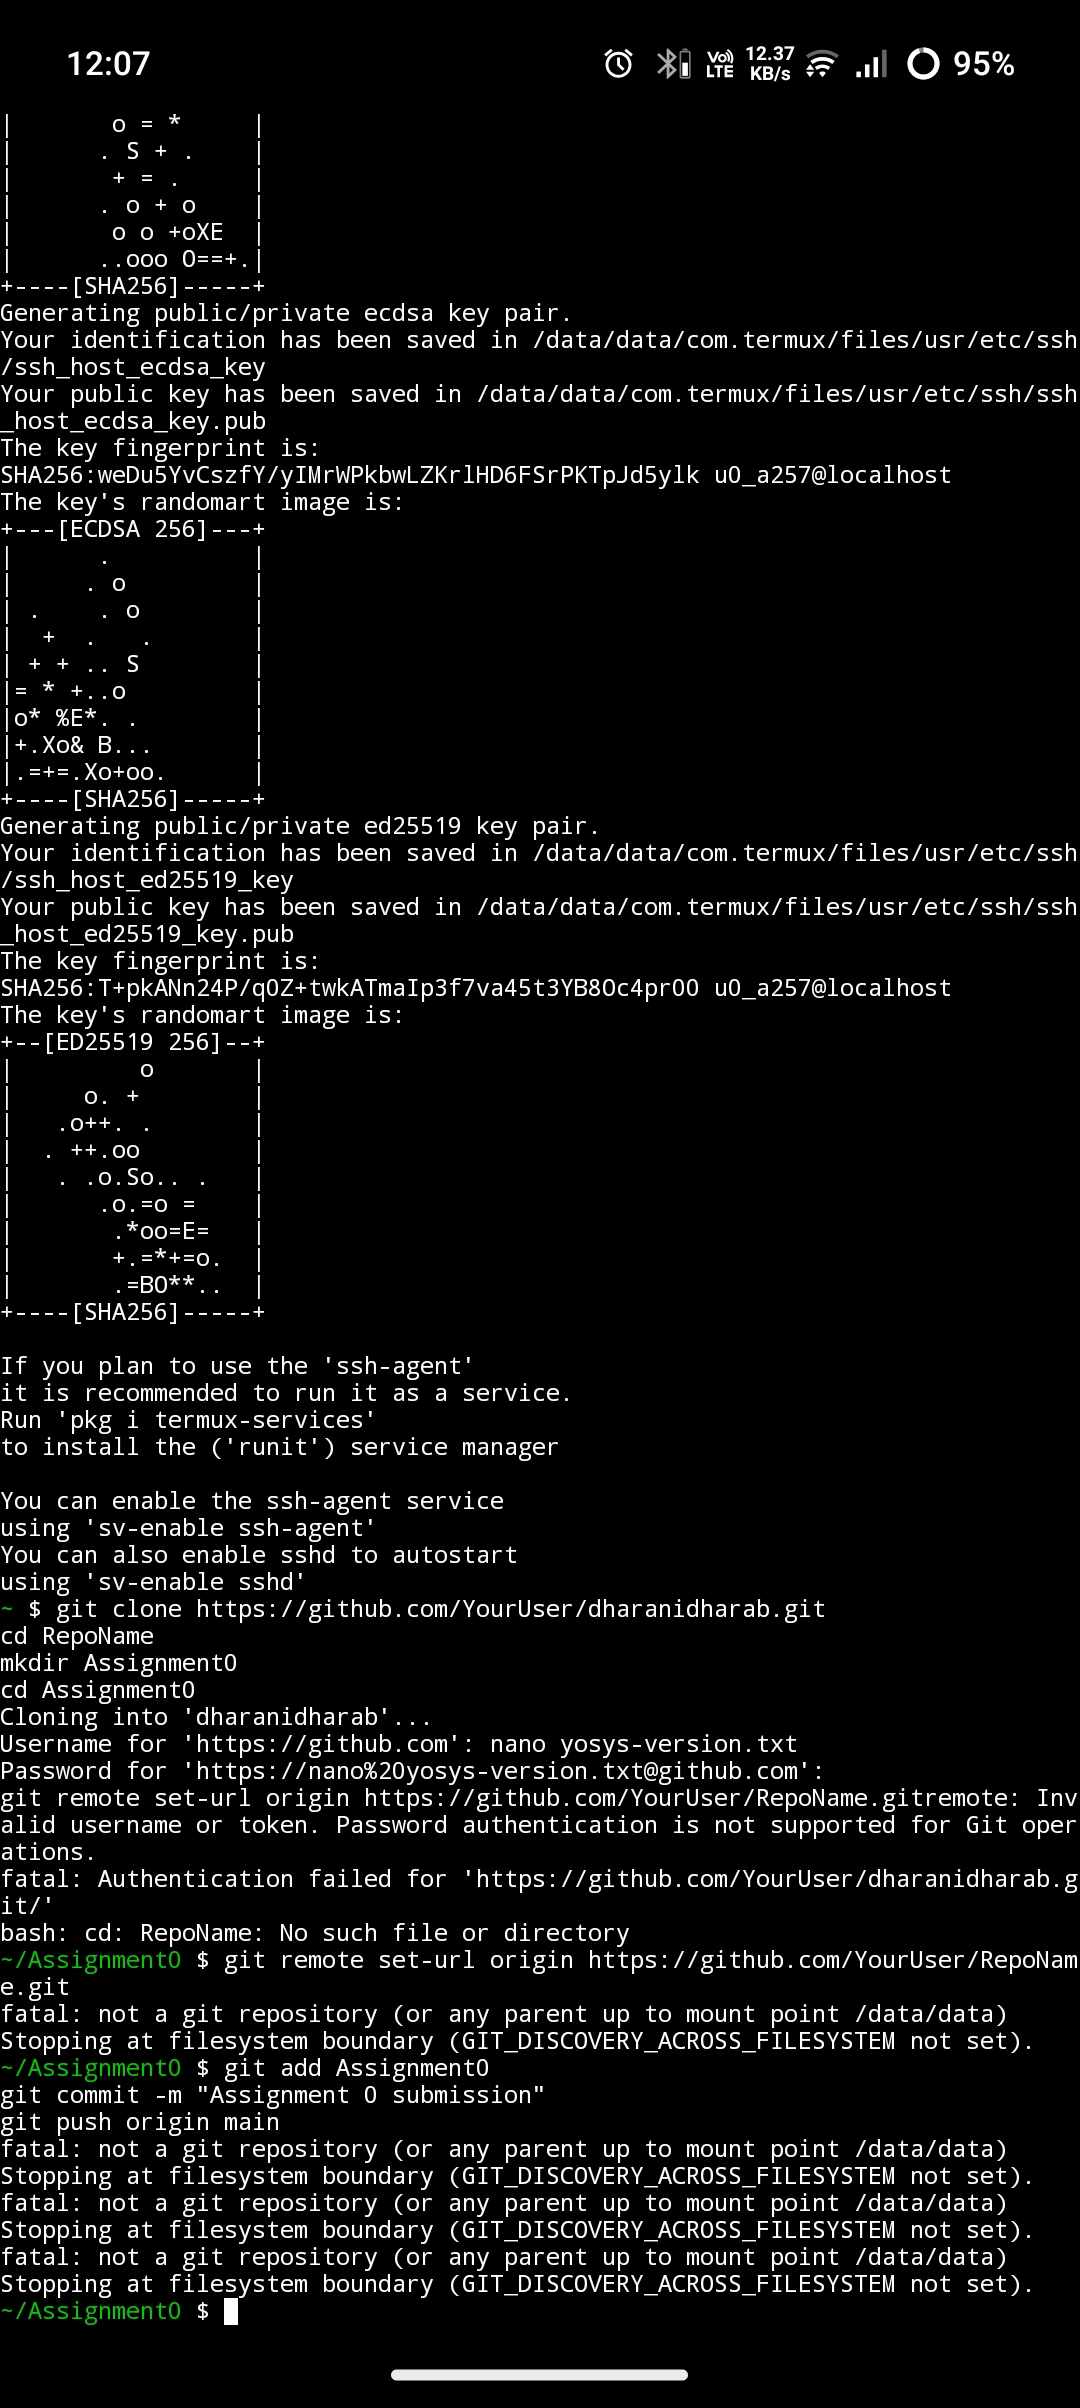 12:07
Vo)) LTE 12.37 KB/s 95%
|       o = *     |
|      . S + .    |
|       + = .     |
|      . o + o    |
|       o o +oXE  |
|      ..ooo O==+.|
+----[SHA256]-----+
Generating public/private ecdsa key pair.
Your identification has been saved in /data/data/com.termux/files/usr/etc/ssh
/ssh_host_ecdsa_key
Your public key has been saved in /data/data/com.termux/files/usr/etc/ssh/ssh
_host_ecdsa_key.pub
The key fingerprint is:
SHA256:weDu5YvCszfY/yIMrWPkbwLZKrlHD6FSrPKTpJd5ylk u0_a257@localhost
The key's randomart image is:
+---[ECDSA 256]---+
|      .          |
|     . o         |
| .    . o        |
|  +  .   .       |
| + + .. S        |
|= * +..o         |
|o* %E*. .        |
|+.Xo& B...       |
|.=+=.Xo+oo.      |
+----[SHA256]-----+
Generating public/private ed25519 key pair.
Your identification has been saved in /data/data/com.termux/files/usr/etc/ssh
/ssh_host_ed25519_key
Your public key has been saved in /data/data/com.termux/files/usr/etc/ssh/ssh
_host_ed25519_key.pub
The key fingerprint is:
SHA256:T+pkANn24P/q0Z+twkATmaIp3f7va45t3YB8Oc4pr00 u0_a257@localhost
The key's randomart image is:
+--[ED25519 256]--+
|         o       |
|     o. +        |
|   .o++. .       |
|  . ++.oo        |
|   . .o.So.. .   |
|      .o.=o =    |
|       .*oo=E=   |
|       +.=*+=o.  |
|       .=BO**..  |
+----[SHA256]-----+
If you plan to use the 'ssh-agent'
it is recommended to run it as a service.
Run 'pkg i termux-services'
to install the ('runit') service manager
You can enable the ssh-agent service
using 'sv-enable ssh-agent'
You can also enable sshd to autostart
using 'sv-enable sshd'
~ $ git clone https://github.com/YourUser/dharanidharab.git
cd RepoName
mkdir Assignment0
cd Assignment0
Cloning into 'dharanidharab'...
Username for 'https://github.com': nano yosys-version.txt
Password for 'https://nano%20yosys-version.txt@github.com':
git remote set-url origin https://github.com/YourUser/RepoName.gitremote: Inv
alid username or token. Password authentication is not supported for Git oper
ations.
fatal: Authentication failed for 'https://github.com/YourUser/dharanidharab.g
it/'
bash: cd: RepoName: No such file or directory
~/Assignment0 $ git remote set-url origin https://github.com/YourUser/RepoNam
e.git
fatal: not a git repository (or any parent up to mount point /data/data)
Stopping at filesystem boundary (GIT_DISCOVERY_ACROSS_FILESYSTEM not set).
~/Assignment0 $ git add Assignment0
git commit -m "Assignment 0 submission"
git push origin main
fatal: not a git repository (or any parent up to mount point /data/data)
Stopping at filesystem boundary (GIT_DISCOVERY_ACROSS_FILESYSTEM not set).
fatal: not a git repository (or any parent up to mount point /data/data)
Stopping at filesystem boundary (GIT_DISCOVERY_ACROSS_FILESYSTEM not set).
fatal: not a git repository (or any parent up to mount point /data/data)
Stopping at filesystem boundary (GIT_DISCOVERY_ACROSS_FILESYSTEM not set).
~/Assignment0 $